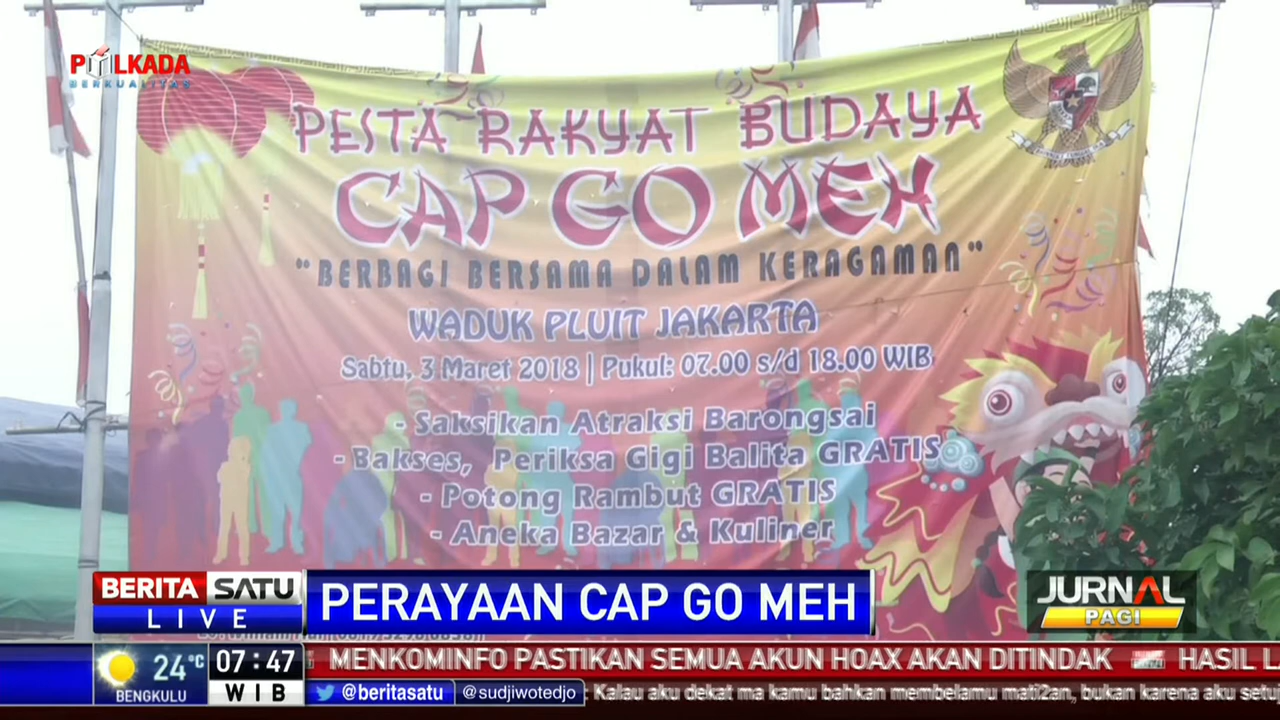 PILKADA
BERKUALITAS
PESTA RAKYAT BUDAYA
CAP GO MEH
"BERBAGI BERSAMA DALAM KERAGAMAN"
WADUK PLUIT JAKARTA
Sabtu, 3 Maret 2018 | Pukul: 07.00 s/d 18.00 WIB
- Saksikan Atraksi Barongsai
- Bakses, Periksa Gigi Balita GRATIS
- Potong Rambut GRATIS
- Aneka Bazar & Kuliner
BERITA SATU
LIVE
PERAYAAN CAP GO MEH
JURNAL
PAGI
24°C
BENGKULU
07:47
WIB
MENKOMINFO PASTIKAN SEMUA AKUN HOAX AKAN DITINDAK
HASIL L
@beritasatu
@sudjiwotedjo
: Kalau aku dekat ma kamu bahkan membelamu mati2an, bukan karena aku setuj